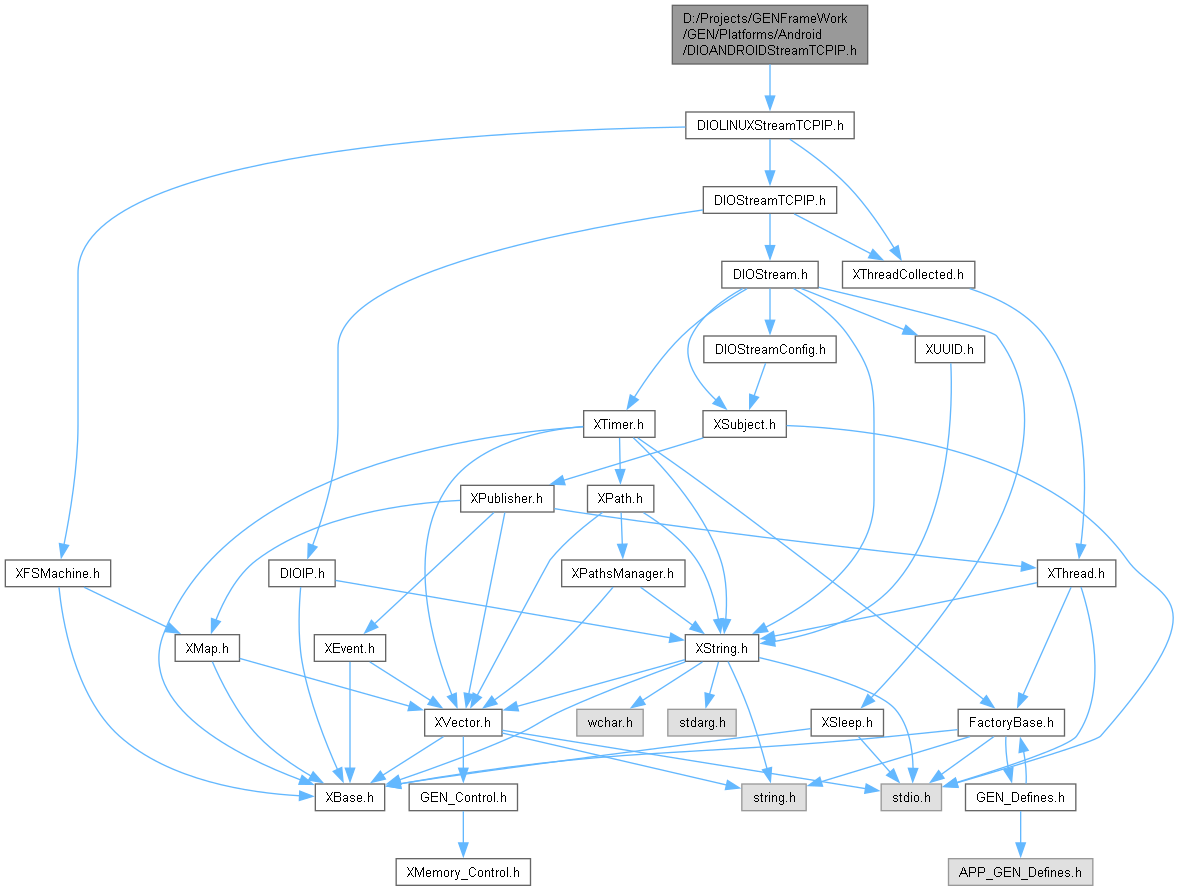 D:/Projects/GENFrameWork
/GEN/Platforms/Android
/DIOANDROIDStreamTCPIP.h
DIOLINUXStreamTCPIP.h
DIOStreamTCPIP.h
DIOStream.h
XThreadCollected.h
DIOStreamConfig.h
XUUID.h
XTimer.h
XSubject.h
XPublisher.h
XPath.h
XFSMachine.h
DIOIP.h
XPathsManager.h
XThread.h
XMap.h
XEvent.h
XString.h
XVector.h
wchar.h
stdarg.h
XSleep.h
FactoryBase.h
XBase.h
GEN_Control.h
string.h
stdio.h
GEN_Defines.h
XMemory_Control.h
APP_GEN_Defines.h